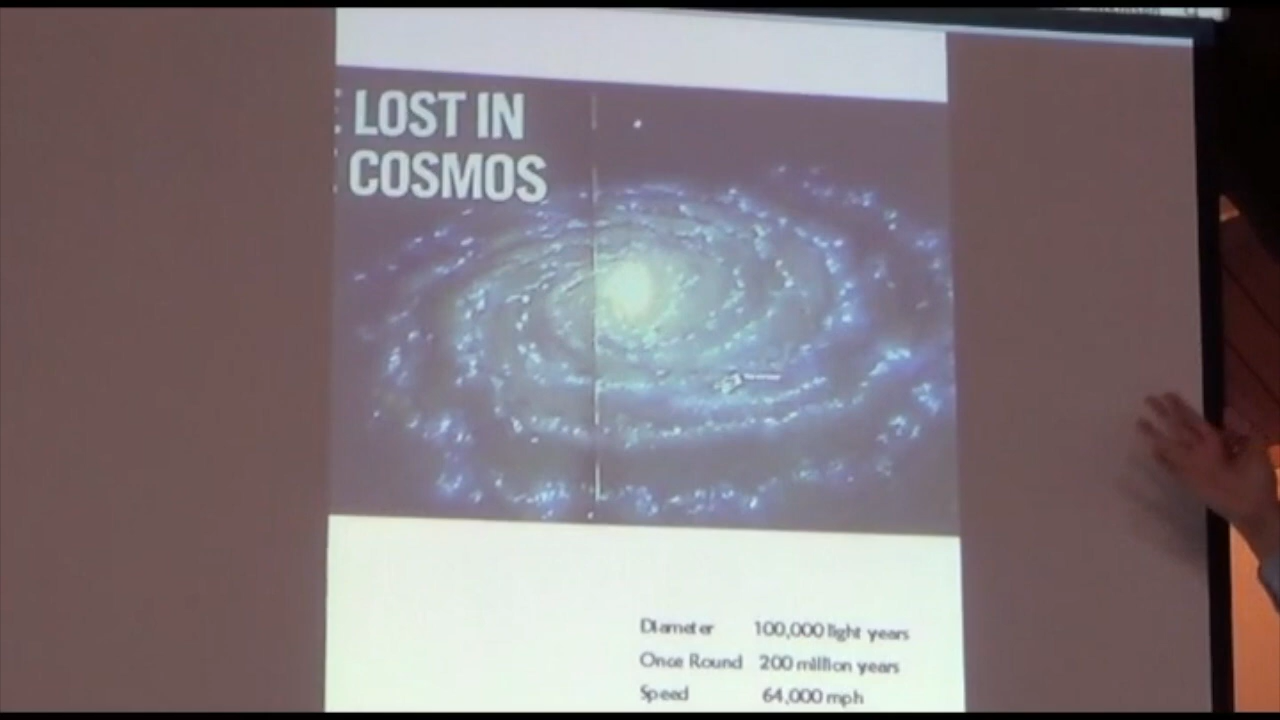 LOST IN
COSMOS
Diameter 100,000 light years
Once Round 200 million years
Speed 64,000 mph